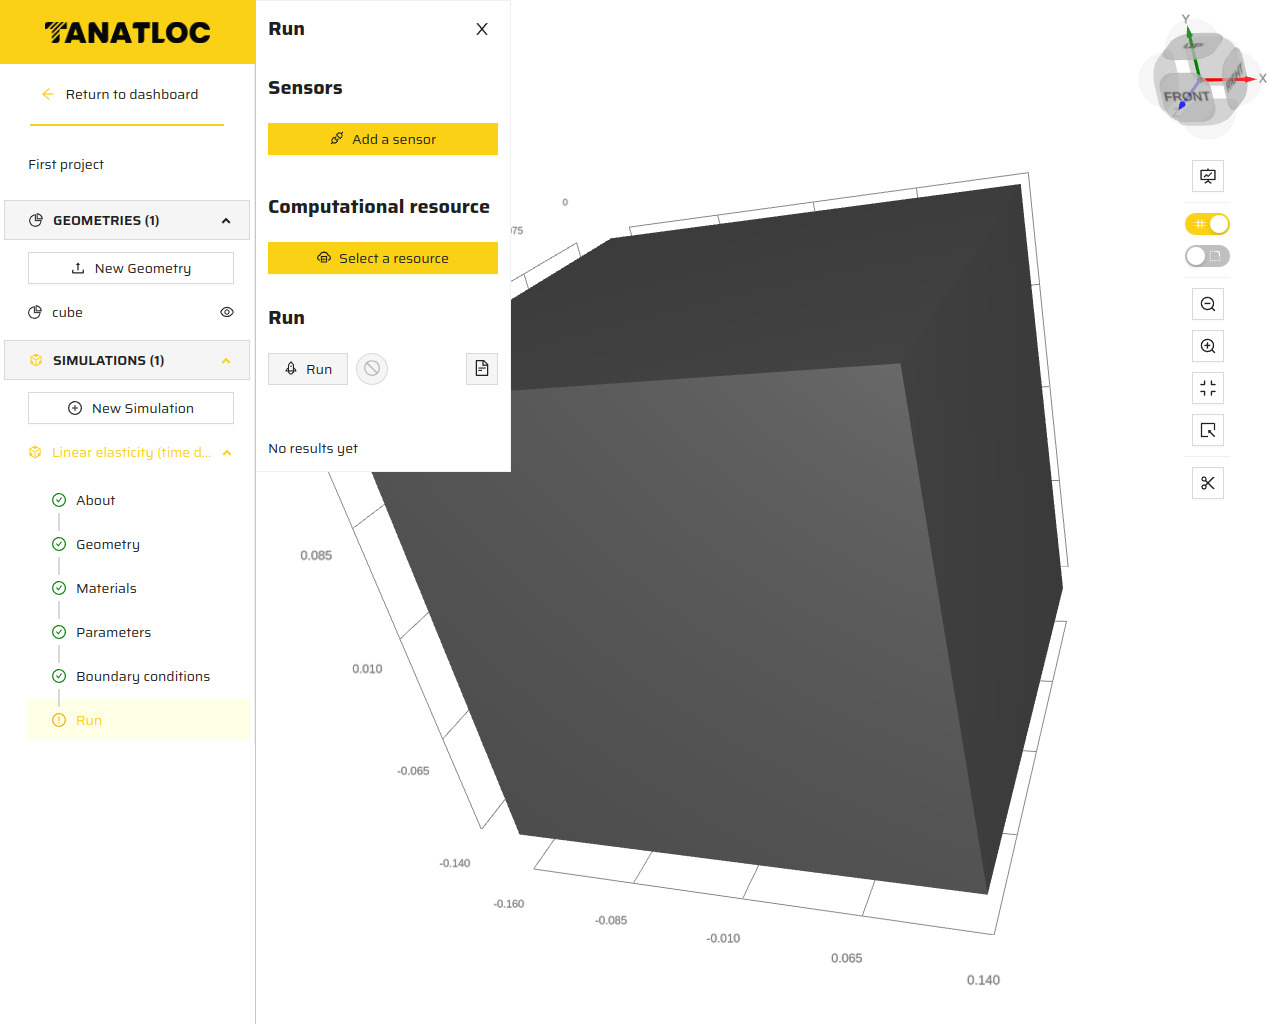 TANATLOC
Return to dashboard
First project
GEOMETRIES (1)
New Geometry
cube
SIMULATIONS (1)
New Simulation
Linear elasticity (time d...
About
Geometry
Materials
Parameters
Boundary conditions
Run
Run
X
Sensors
Add a sensor
Computational resource
Select a resource
Run
Run
No results yet
0
75
0.085
0.010
-0.065
-0.140
-0.160
-0.085
-0.010
0.065
0.140
Y
UP
X
RIGHT
FRONT
Z